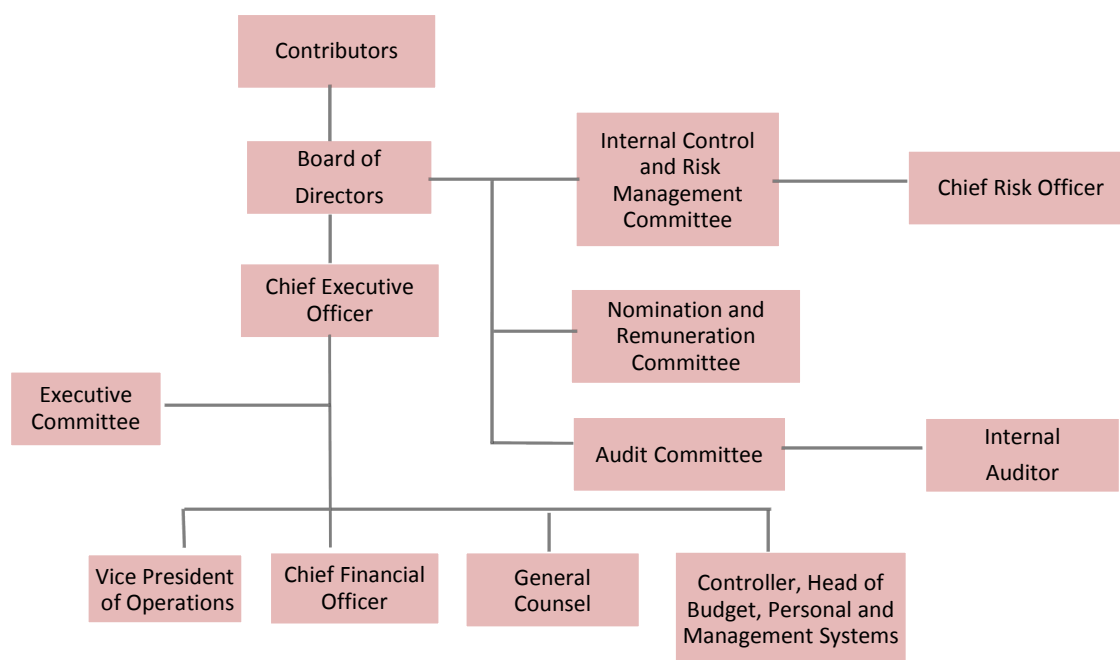 Contributors
Board of
Directors
Internal Control
and Risk
Management
Committee
Chief Risk Officer
Chief Executive
Officer
Nomination and
Remuneration
Committee
Executive
Committee
Audit Committee
Internal
Auditor
Vice President
of Operations
Chief Financial
Officer
General
Counsel
Controller, Head of
Budget, Personal and
Management Systems